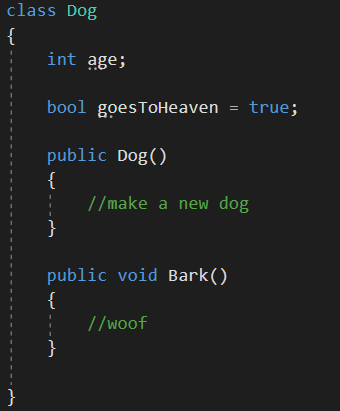 class Dog
{
int age;
bool goesToHeaven = true;
public Dog()
{
//make a new dog
}
public void Bark()
{
//woof
}
}